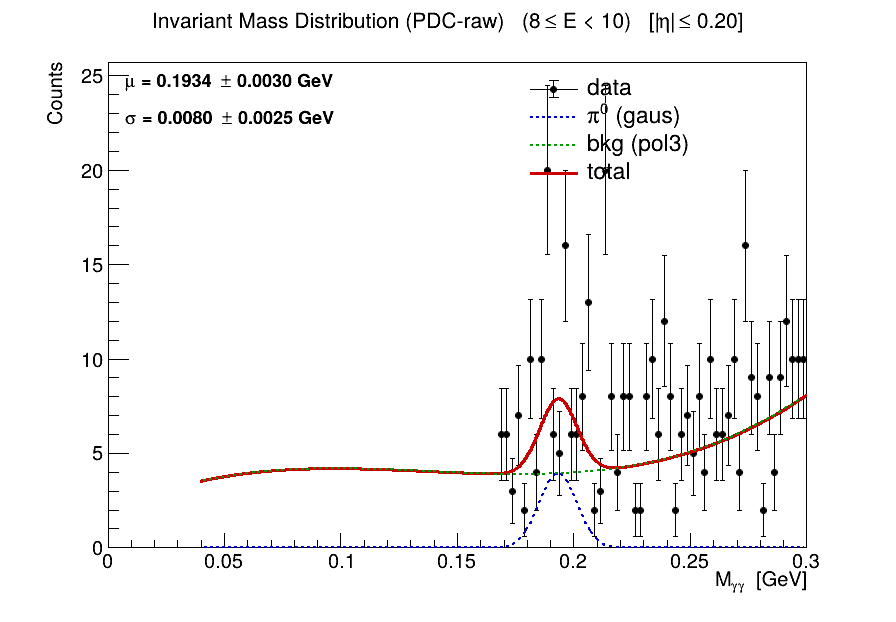 Invariant Mass Distribution (PDC-raw) (8 ≤ E < 10) [|η| ≤ 0.20]
Counts
μ = 0.1934 ± 0.0030 GeV
σ = 0.0080 ± 0.0025 GeV
data
π⁰ (gaus)
bkg (pol3)
total
25
20
15
10
5
0
0 0.05 0.1 0.15 0.2 0.25 0.3
Mγγ [GeV]